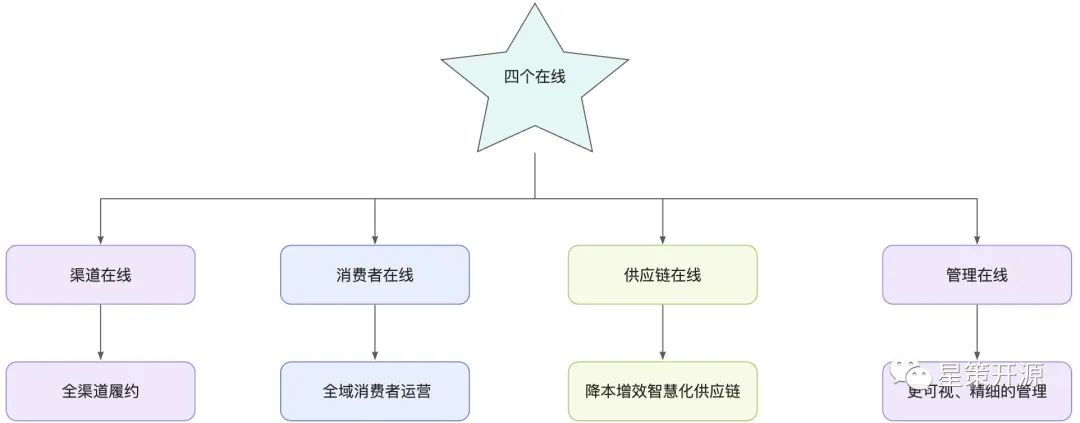 四个在线
渠道在线
消费者在线
供应链在线
管理在线
全渠道履约
全域消费者运营
降本增效智慧化供应链
更可视、精细的管理
星策开源